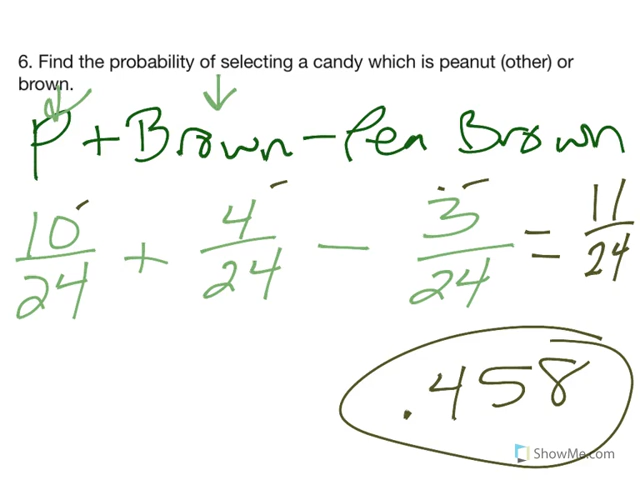 6. Find the probability of selecting a candy which is peanut (other) or
brown.
P + Brown - Pea Brown
10/24 + 4/24 - 3/24 = 11/24
.458
ShowMe.com